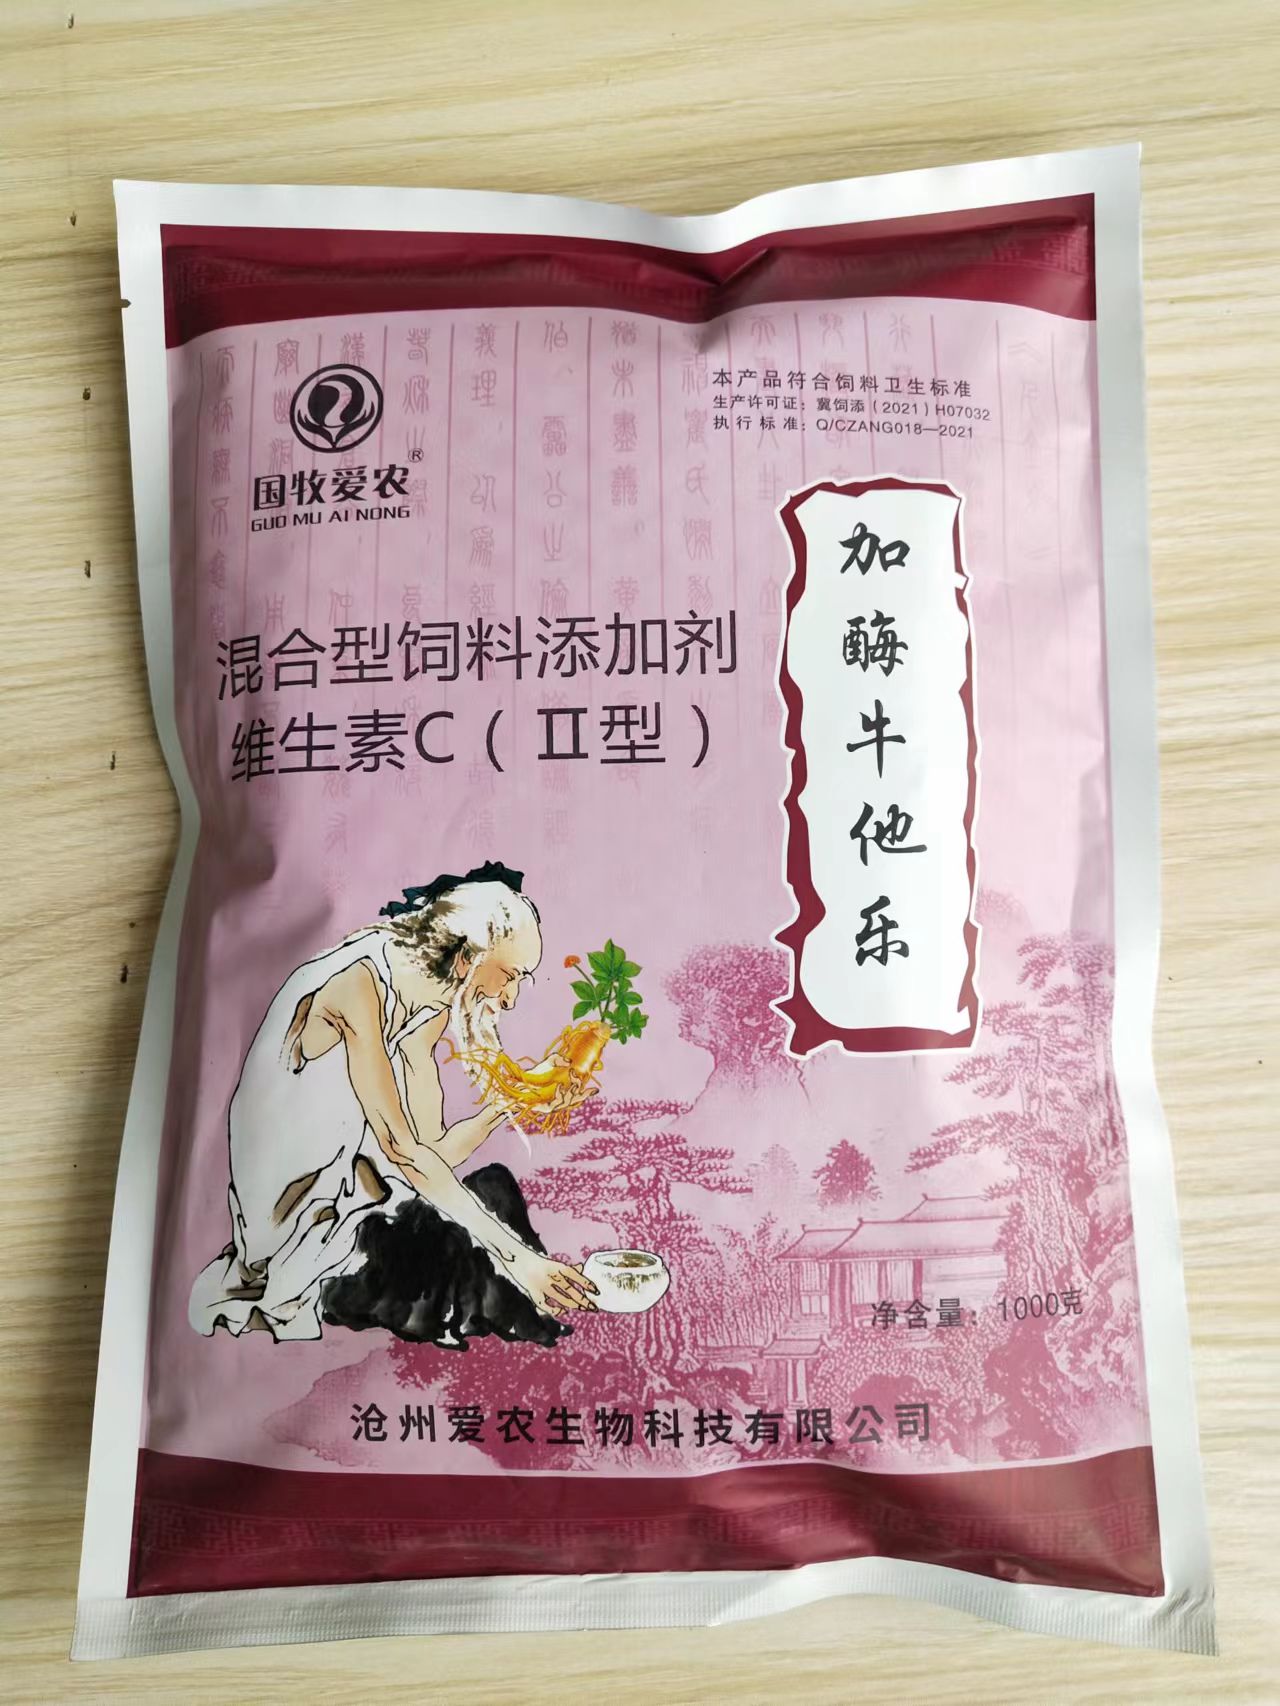 本产品符合饲料卫生标准
生产许可证：冀饲添（2021）H07032
执行标准：Q/CZANG018—2021
国牧爱农®
GUO MU AI NONG
加酶牛他乐
混合型饲料添加剂
维生素C（Ⅱ型）
净含量：1000克
沧州爱农生物科技有限公司